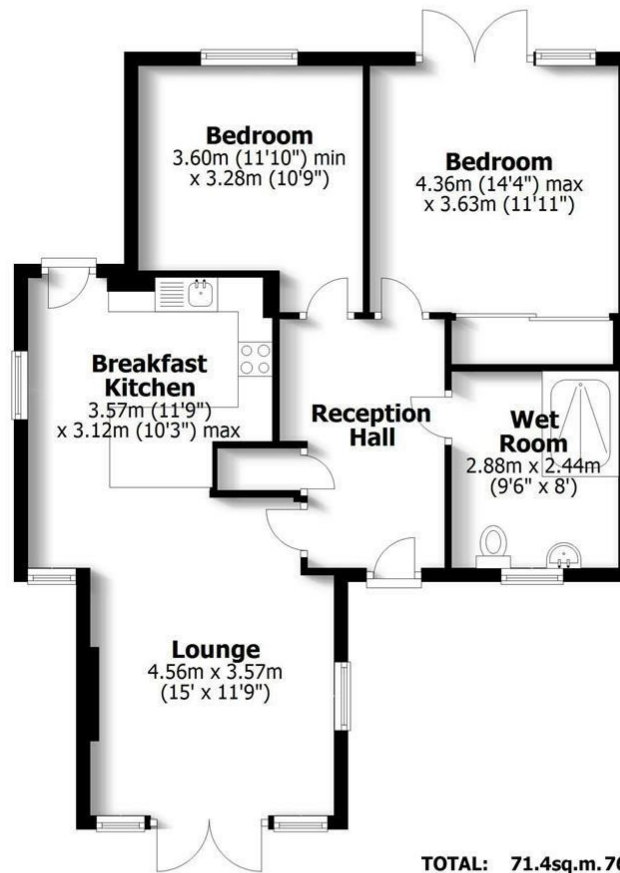 Bedroom
3.60m (11'10") min
x 3.28m (10'9")
Bedroom
4.36m (14'4") max
x 3.63m (11'11")
Breakfast
Kitchen
3.57m (11'9")
x 3.12m (10'3") max
Reception
Hall
Wet
Room
2.88m x 2.44m
(9'6" x 8')
Lounge
4.56m x 3.57m
(15' x 11'9")
TOTAL: 71.4sq.m.